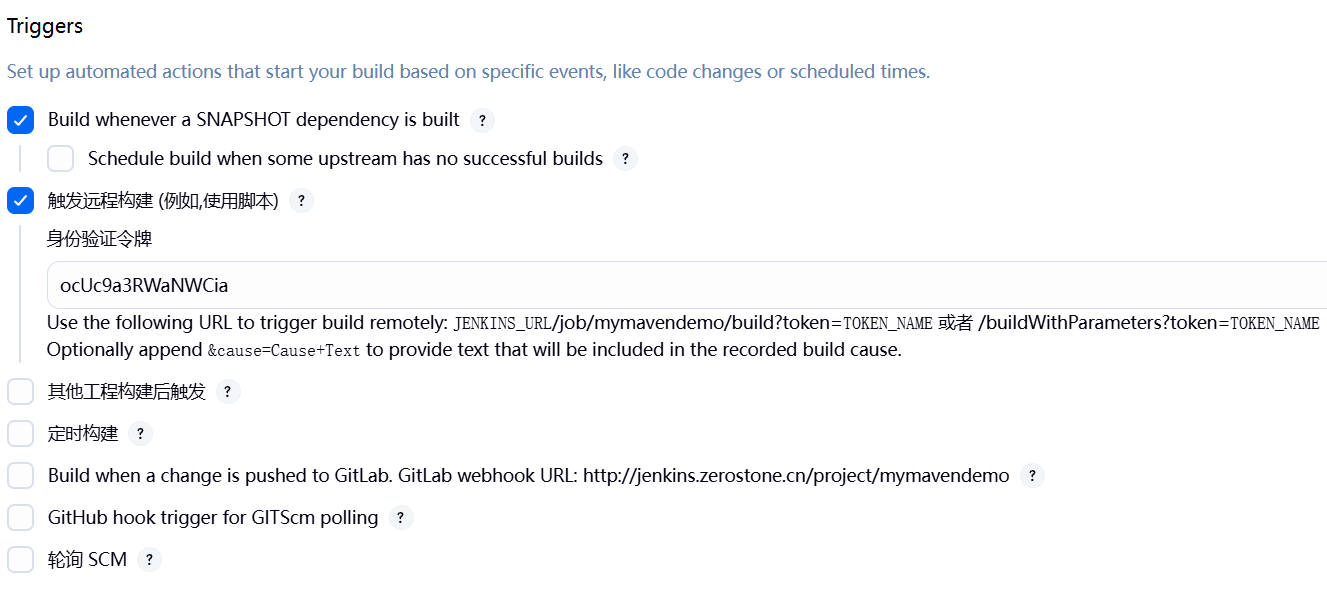 Triggers
Set up automated actions that start your build based on specific events, like code changes or scheduled times.
Build whenever a SNAPSHOT dependency is built ?
Schedule build when some upstream has no successful builds ?
触发远程构建 (例如,使用脚本) ?
身份验证令牌
ocUc9a3RWaNWCia
Use the following URL to trigger build remotely: JENKINS_URL/job/mymavendemo/build?token=TOKEN_NAME 或者 /buildWithParameters?token=TOKEN_NAME
Optionally append &cause=Cause+Text to provide text that will be included in the recorded build cause.
其他工程构建后触发 ?
定时构建 ?
Build when a change is pushed to GitLab. GitLab webhook URL: http://jenkins.zerostone.cn/project/mymavendemo ?
GitHub hook trigger for GITScm polling ?
轮询 SCM ?